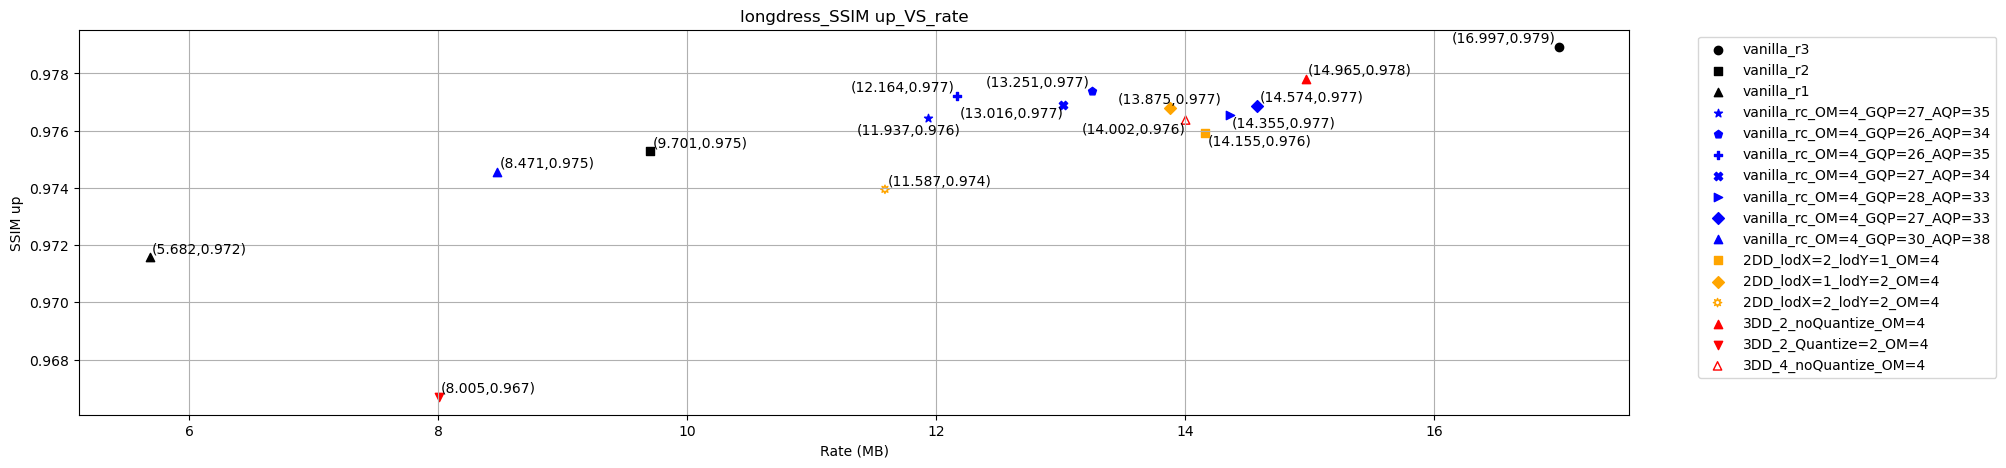 longdress_SSIM up_VS_rate
SSIM up
0.978
0.976
0.974
0.972
0.970
0.968
(16.997,0.979)
(14.965,0.978)
(12.164,0.977)
(13.251,0.977)
(13.875,0.977)
(14.574,0.977)
(13.016,0.977)
(14.355,0.977)
(11.937,0.976)
(14.002,0.976)
(14.155,0.976)
(9.701,0.975)
(8.471,0.975)
(11.587,0.974)
(5.682,0.972)
(8.005,0.967)
6
8
10
12
14
16
Rate (MB)
vanilla_r3
vanilla_r2
vanilla_r1
vanilla_rc_OM=4_GQP=27_AQP=35
vanilla_rc_OM=4_GQP=26_AQP=34
vanilla_rc_OM=4_GQP=26_AQP=35
vanilla_rc_OM=4_GQP=27_AQP=34
vanilla_rc_OM=4_GQP=28_AQP=33
vanilla_rc_OM=4_GQP=27_AQP=33
vanilla_rc_OM=4_GQP=30_AQP=38
2DD_lodX=2_lodY=1_OM=4
2DD_lodX=1_lodY=2_OM=4
2DD_lodX=2_lodY=2_OM=4
3DD_2_noQuantize_OM=4
3DD_2_Quantize=2_OM=4
3DD_4_noQuantize_OM=4